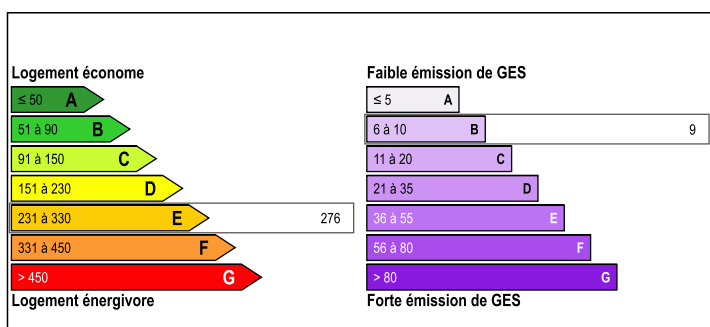 Logement économe
≤ 50 A
51 à 90 B
91 à 150 C
151 à 230 D
231 à 330 E 276
331 à 450 F
> 450 G
Logement énergivore
Faible émission de GES
≤ 5 A
6 à 10 B 9
11 à 20 C
21 à 35 D
36 à 55 E
56 à 80 F
> 80 G
Forte émission de GES